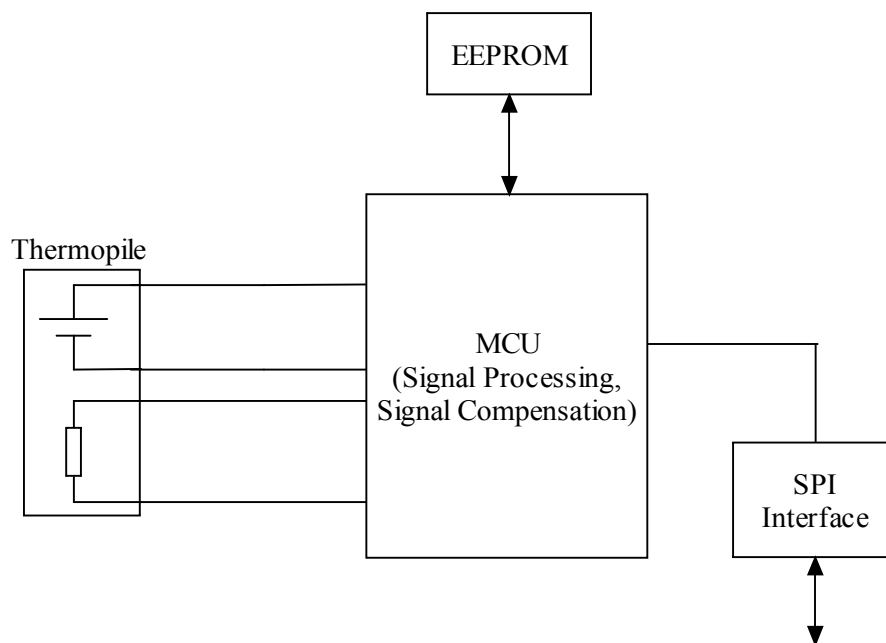 EEPROM
Thermopile
MCU
(Signal Processing,
Signal Compensation)
SPI
Interface